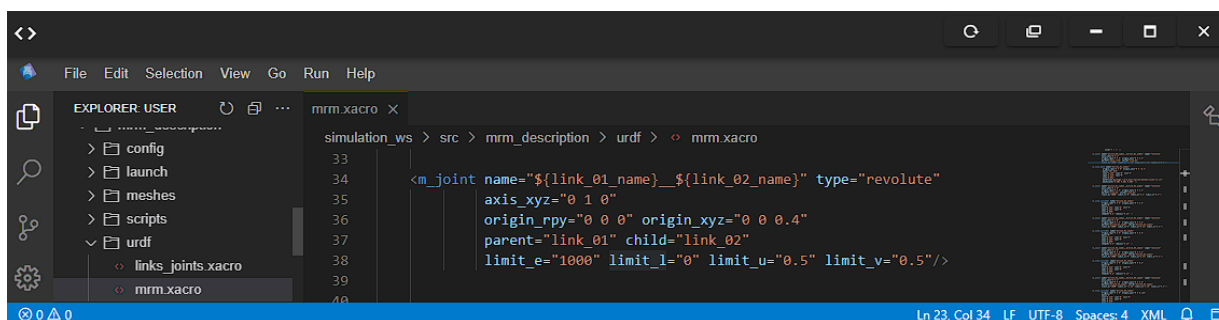 File Edit Selection View Go Run Help
EXPLORER: USER
mrm_description
> config
> launch
> meshes
> scripts
urdf
links_joints.xacro
mrm.xacro
mrm.xacro ×
simulation_ws > src > mrm_description > urdf > mrm.xacro
33
34 <m_joint name="${link_01_name}__${link_02_name}" type="revolute"
35 axis_xyz="0 1 0"
36 origin_rpy="0 0 0" origin_xyz="0 0 0.4"
37 parent="link_01" child="link_02"
38 limit_e="1000" limit_l="0" limit_u="0.5" limit_v="0.5"/>
39
40
0 0
Ln 23, Col 34 LF UTF-8 Spaces: 4 XML